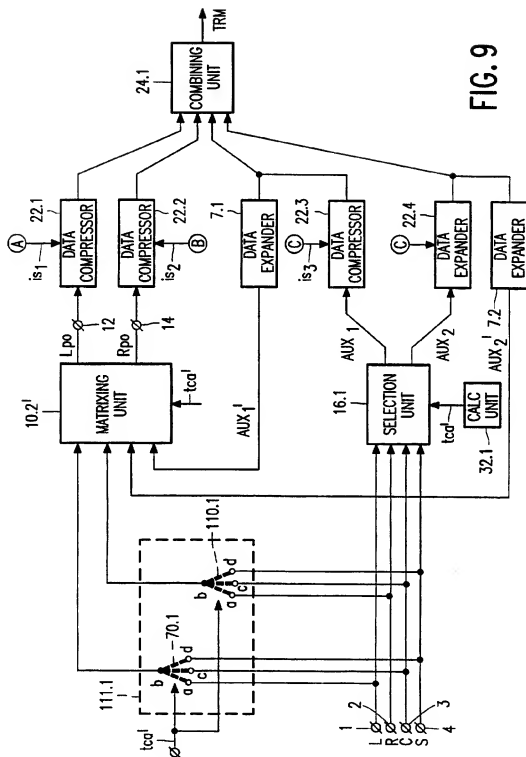 FIG. 9
TRM
24.1
COMBINING
UNIT
A
is1
22.1
DATA
COMPRESSOR
22.2
DATA
COMPRESSOR
is2
B
7.1
DATA
EXPANDER
C
is3
22.3
DATA
COMPRESSOR
C
22.4
DATA
EXPANDER
DATA
EXPANDER
7.2
Lpo
12
Rpo
14
10.2'
MATRIXING
UNIT
tca'
AUX1'
AUX1
AUX2
AUX2'
16.1
SELECTION
UNIT
tca'
CALC
UNIT
32.1
111.1
70.1
b
a
c
d
110.1
b
a
c
d
tca'
1
L
2
R
C
3
S
4